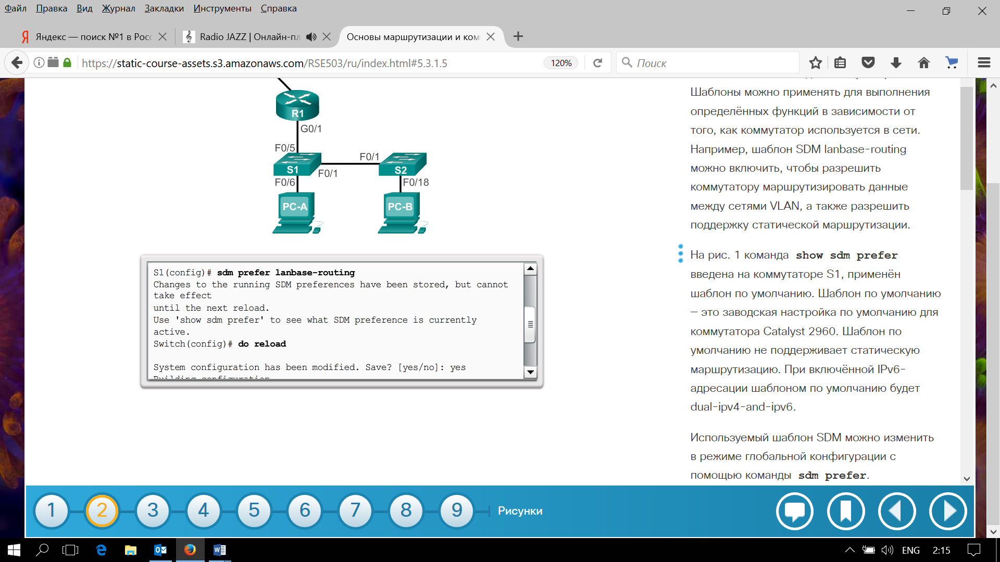 Файл Правка Вид Журнал Закладки Инструменты Справка
Яндекс — поиск №1 в Росс
Radio JAZZ | Онлайн-пл
Основы маршрутизации и ком
https://static-course-assets.s3.amazonaws.com/RSE503/ru/index.html#5.3.1.5
120%
Поиск
R1
G0/1
F0/5
F0/1
S1
S2
F0/1
F0/6
F0/18
PC-A
PC-B
S1(config)# sdm prefer lanbase-routing
Changes to the running SDM preferences have been stored, but cannot
take effect
until the next reload.
Use 'show sdm prefer' to see what SDM preference is currently
active.
Switch(config)# do reload
System configuration has been modified. Save? [yes/no]: yes
Building configuration
Шаблоны можно применять для выполнения
определённых функций в зависимости от
того, как коммутатор используется в сети.
Например, шаблон SDM lanbase-routing
можно включить, чтобы разрешить
коммутатору маршрутизировать данные
между сетями VLAN, а также разрешить
поддержку статической маршрутизации.
На рис. 1 команда show sdm prefer
введена на коммутаторе S1, применён
шаблон по умолчанию. Шаблон по умолчанию
— это заводская настройка по умолчанию для
коммутатора Catalyst 2960. Шаблон по
умолчанию не поддерживает статическую
маршрутизацию. При включённой IPv6-
адресации шаблоном по умолчанию будет
dual-ipv4-and-ipv6.
Используемый шаблон SDM можно изменить
в режиме глобальной конфигурации с
помощью команды sdm prefer.
1 2 3 4 5 6 7 8 9 Рисунки
ENG 2:15